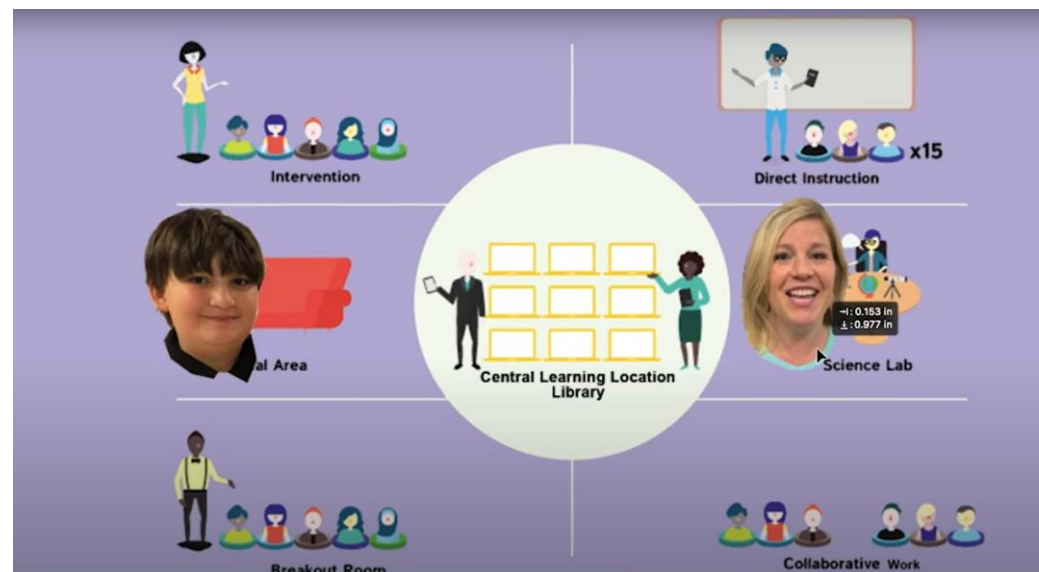 Intervention
x15
Direct Instruction
→I: 0.153 in
↓: 0.977 in
al Area
Central Learning Location
Library
Science Lab
Breakout Room
Collaborative Work